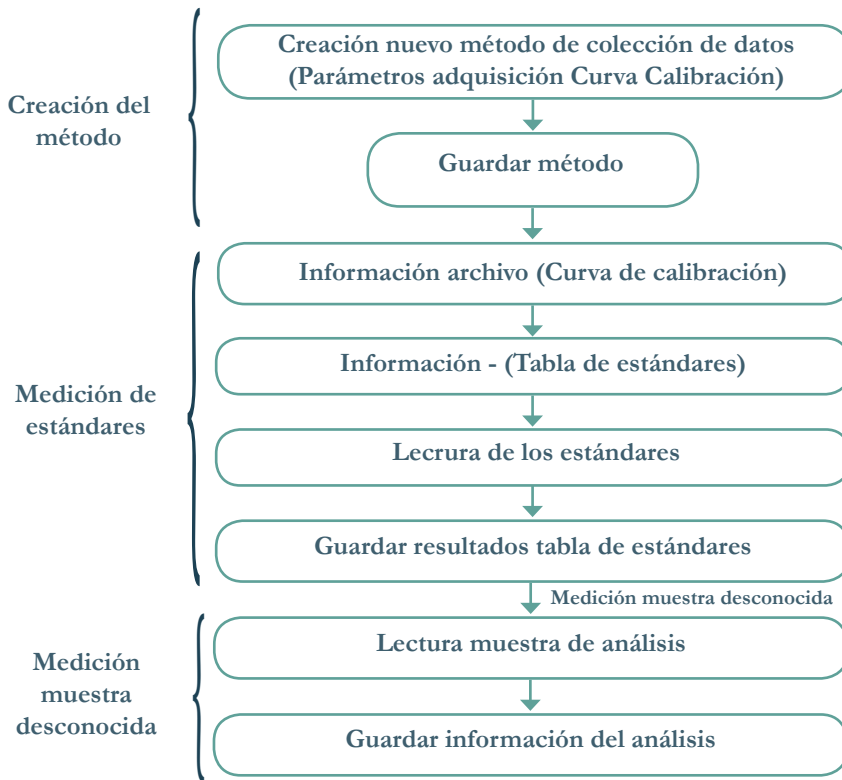 Creación del
método
Creación nuevo método de colección de datos
(Parámetros adquisición Curva Calibración)
Guardar método
Medición de
estándares
Información archivo (Curva de calibración)
Información - (Tabla de estándares)
Lecrura de los estándares
Guardar resultados tabla de estándares
Medición muestra desconocida
Medición
muestra
desconocida
Lectura muestra de análisis
Guardar información del análisis